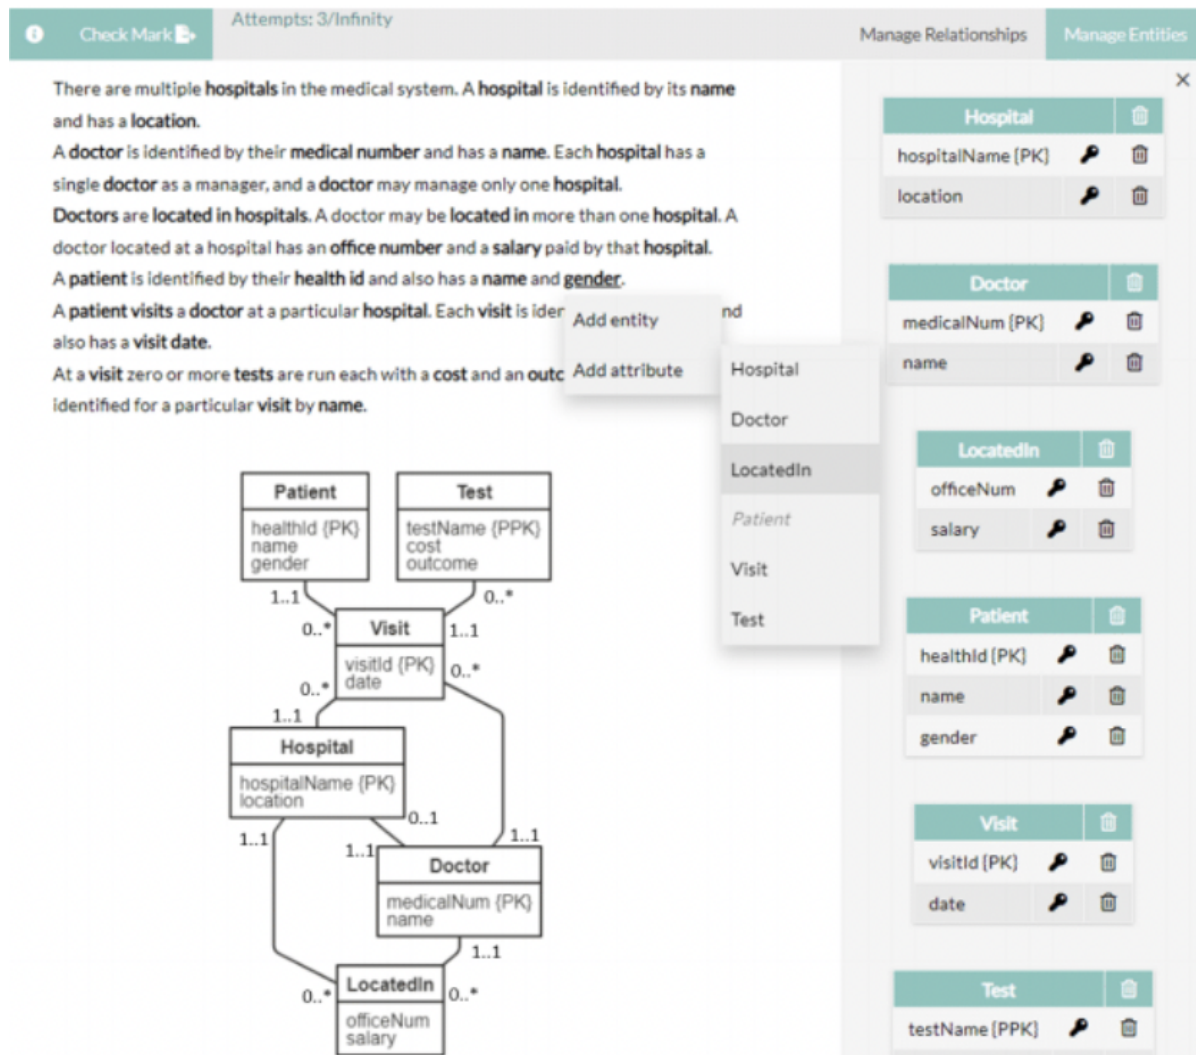 Check Mark
Attempts: 3/Infinity
Manage Relationships
Manage Entities
There are multiple hospitals in the medical system. A hospital is identified by its name
and has a location.
A doctor is identified by their medical number and has a name. Each hospital has a
single doctor as a manager, and a doctor may manage only one hospital.
Doctors are located in hospitals. A doctor may be located in more than one hospital. A
doctor located at a hospital has an office number and a salary paid by that hospital.
A patient is identified by their health id and also has a name and gender.
A patient visits a doctor at a particular hospital. Each visit is
also has a visit date.
At a visit zero or more tests are run each with a cost and an
identified for a particular visit by name.
Add entity
Add attribute
Hospital
Doctor
LocatedIn
Patient
Visit
Test
Patient
healthId {PK}
name
gender
Test
testName {PPK}
cost
outcome
1..1
0..*
0..*
Visit
1..1
visitId {PK}
date
0..*
0..*
1..1
Hospital
hospitalName {PK}
location
0..1
1..1
1..1
1..1
Doctor
medicalNum {PK}
name
1..1
LocatedIn
0..*
0..*
officeNum
salary
Hospital
hospitalName {PK}
location
Doctor
medicalNum {PK}
name
LocatedIn
officeNum
salary
Patient
healthId {PK}
name
gender
Visit
visitId {PK}
date
Test
testName {PPK}